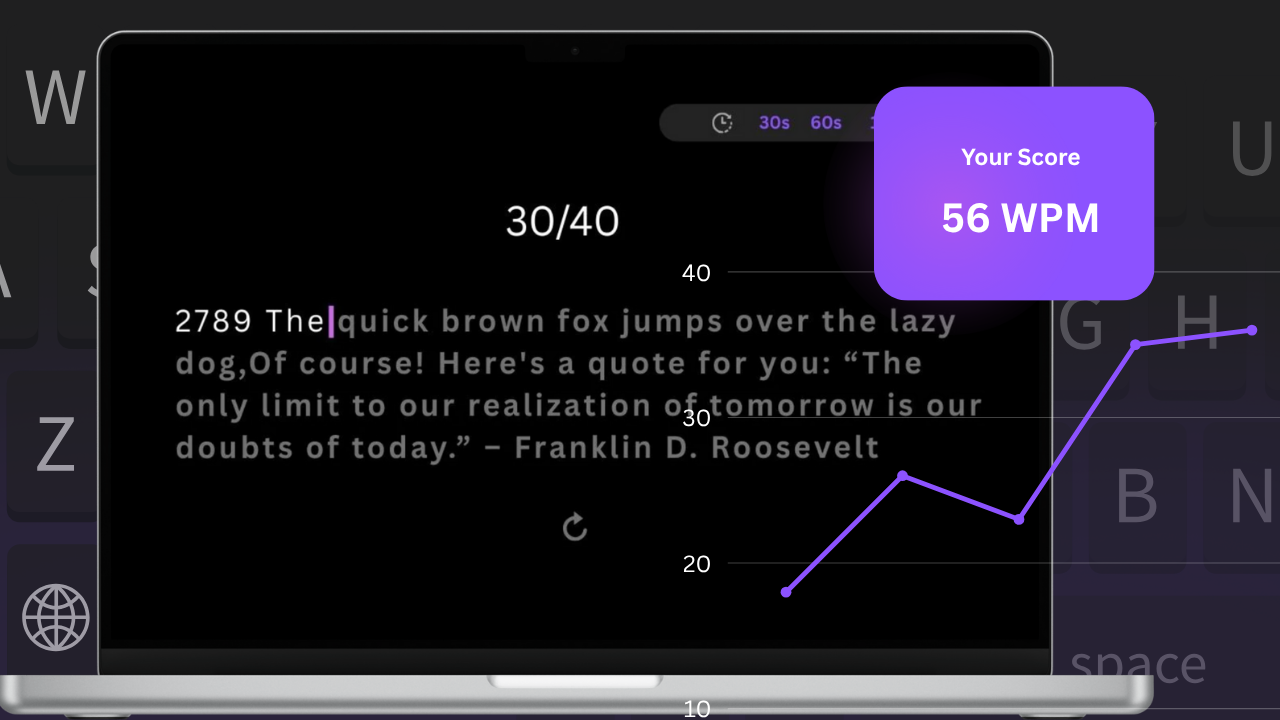 W
U
30s 60s
Your Score
56 WPM
30/40
A S
40
G H
2789 The quick brown fox jumps over the lazy
dog,Of course! Here's a quote for you: “The
only limit to our realization of tomorrow is our
30
doubts of today.” – Franklin D. Roosevelt
Z
B N
20
space
10